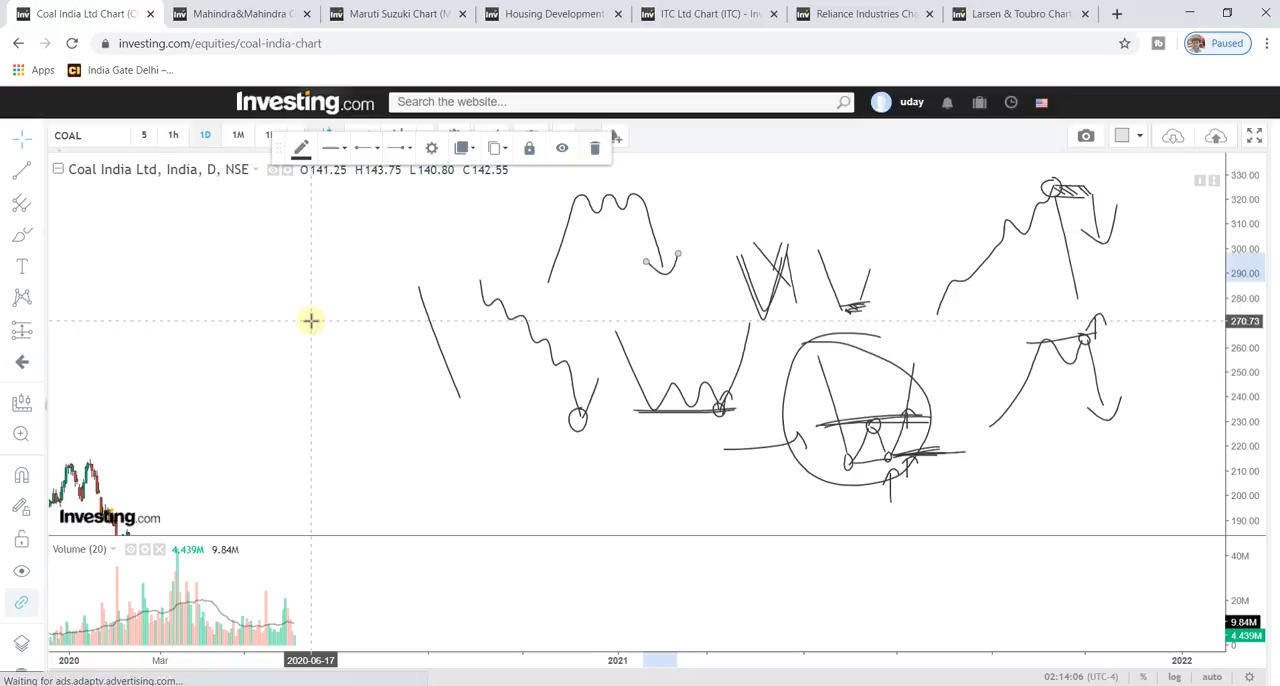 Coal India Ltd Chart (C
Mahindra&Mahindra C
Maruti Suzuki Chart (M
Housing Development
ITC Ltd Chart (ITC) - Inv
Reliance Industries Cha
Larsen & Toubro Chart
investing.com/equities/coal-india-chart
Paused
Apps
India Gate Delhi –...
Investing.com
Search the website...
uday
COAL
5
1h
1D
1M
Coal India Ltd, India, D, NSE
O141.25 H143.75 L140.80 C142.55
330.00
320.00
310.00
300.00
290.00
280.00
270.73
260.00
250.00
240.00
230.00
220.00
210.00
200.00
190.00
Investing.com
Volume (20)
4.439M
9.84M
40M
20M
9.84M
4.439M
0
2020
Mar
2020-06-17
2021
2022
Waiting for ads.adaptv.advertising.com...
02:14:06 (UTC-4)
%
log
auto